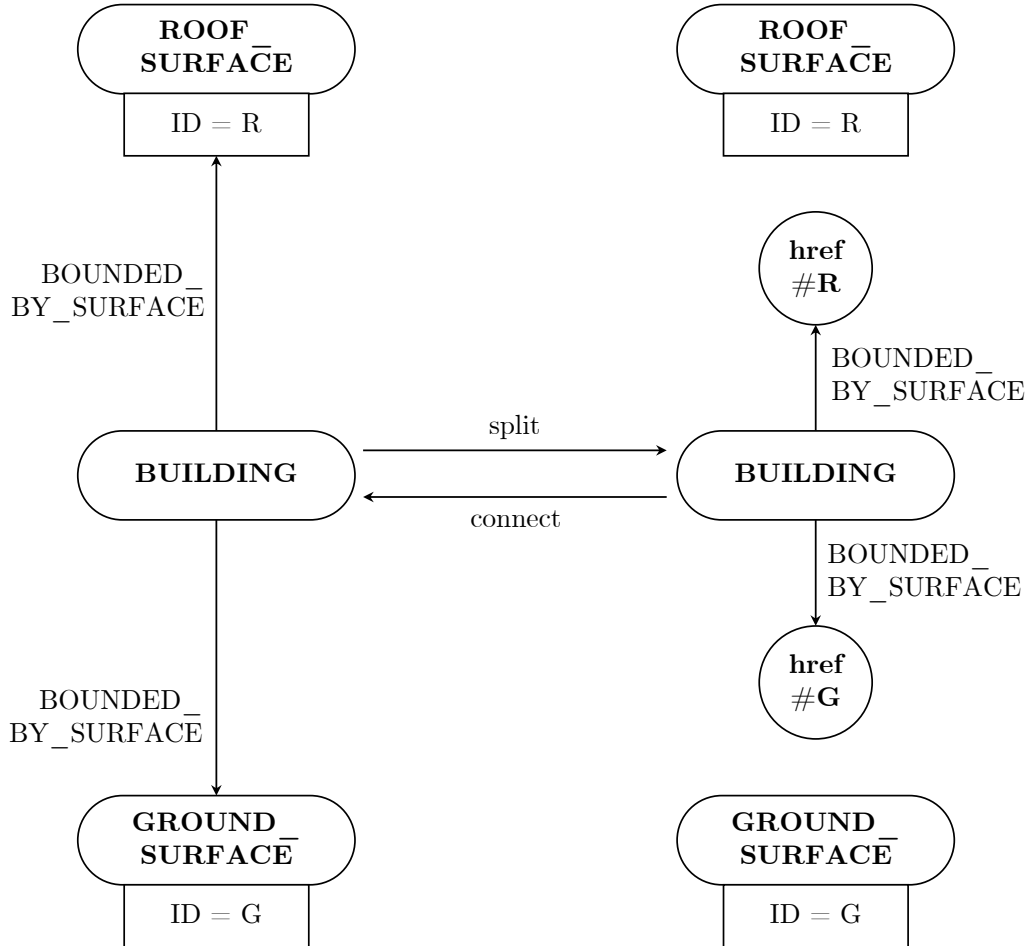 ROOF_
SURFACE
ID = R
BOUNDED_
BY_SURFACE
BUILDING
BOUNDED_
BY_SURFACE
GROUND_
SURFACE
ID = G
split
connect
ROOF_
SURFACE
ID = R
href
#R
BOUNDED_
BY_SURFACE
BUILDING
BOUNDED_
BY_SURFACE
href
#G
GROUND_
SURFACE
ID = G